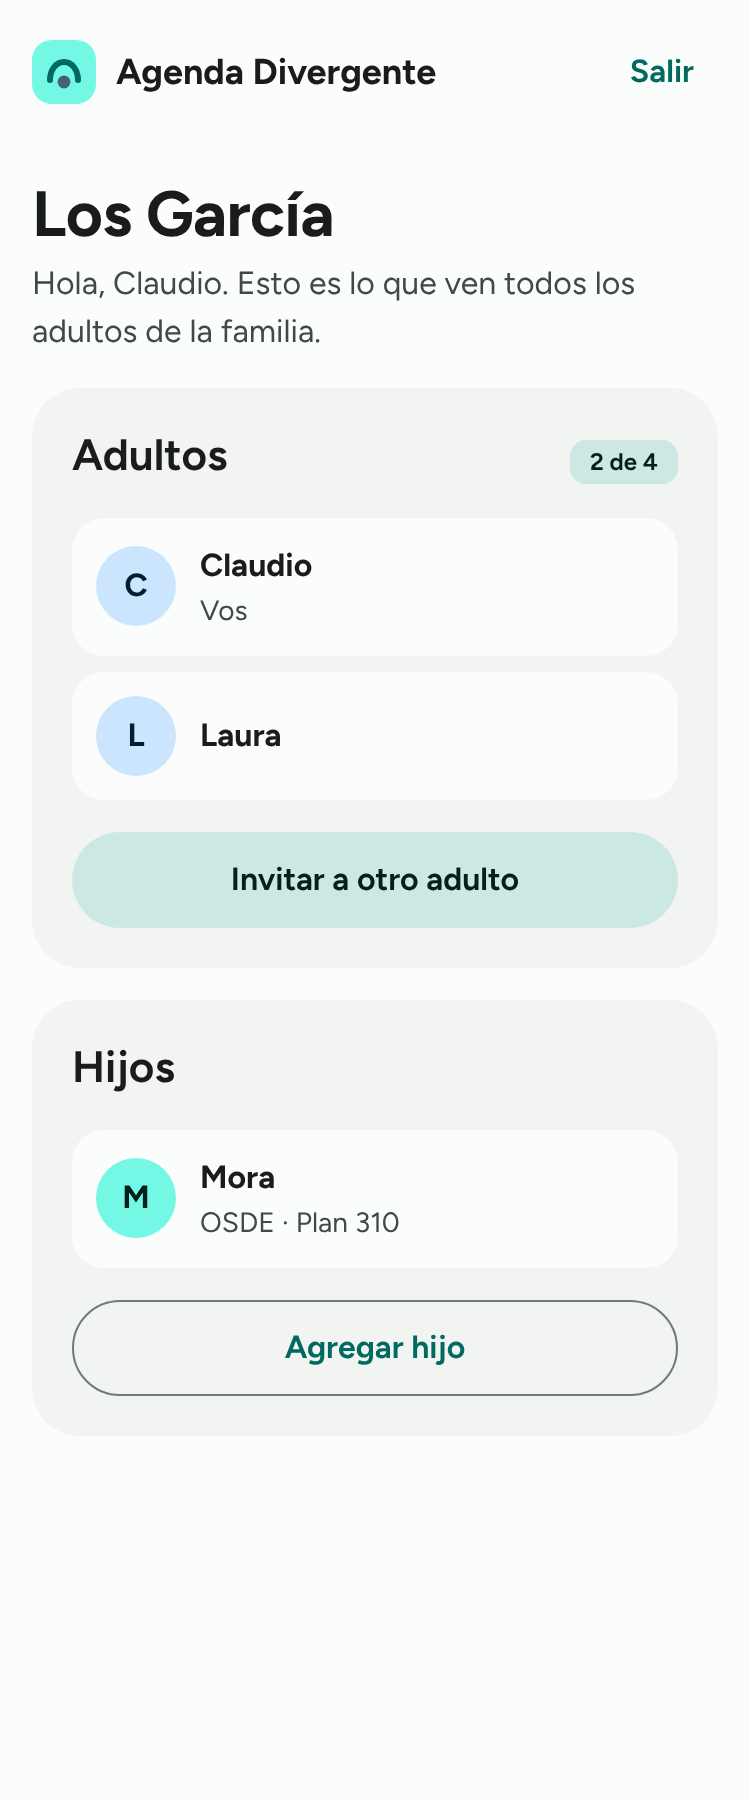 Agenda Divergente
Salir
Los García
Hola, Claudio. Esto es lo que ven todos los
adultos de la familia.
Adultos
2 de 4
C
Claudio
Vos
L
Laura
Invitar a otro adulto
Hijos
M
Mora
OSDE · Plan 310
Agregar hijo